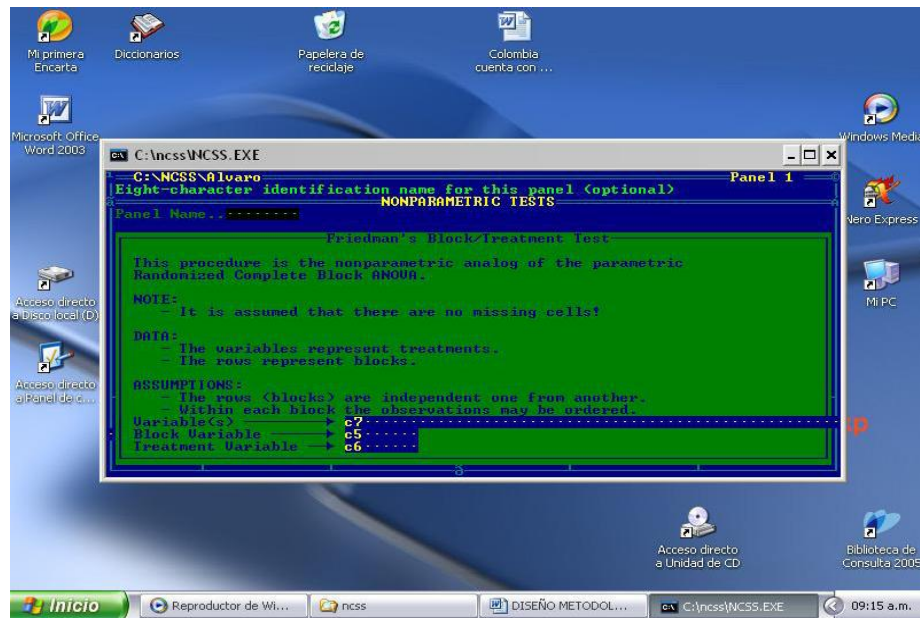 Mi primera
Encarta
Diccionarios
Papelera de
reciclaje
Colombia
cuenta con ...
Microsoft Office
Word 2003
Windows Media
C:\ncss\NCSS.EXE
C:\NCSS\Alvaro
Panel 1
Eight-character identification name for this panel (optional)
NONPARAMETRIC TESTS
Panel Name..
Friedman's Block/Treatment Test
This procedure is the nonparametric analog of the parametric
Randomized Complete Block ANOVA.
NOTE:
- It is assumed that there are no missing cells!
DATA:
- The variables represent treatments.
- The rows represent blocks.
ASSUMPTIONS:
- The rows (blocks) are independent one from another.
- Within each block the observations may be ordered.
Variable(s) c7
Block Variable c5
Treatment Variable c6
Nero Express
Mi PC
Acceso directo
a Disco local (D)
Acceso directo
a Panel de c...
xp
Acceso directo
a Unidad de CD
Biblioteca de
Consulta 2005
Inicio
Reproductor de Wi...
ncss
DISEÑO METODOL...
C:\ncss\NCSS.EXE
09:15 a.m.